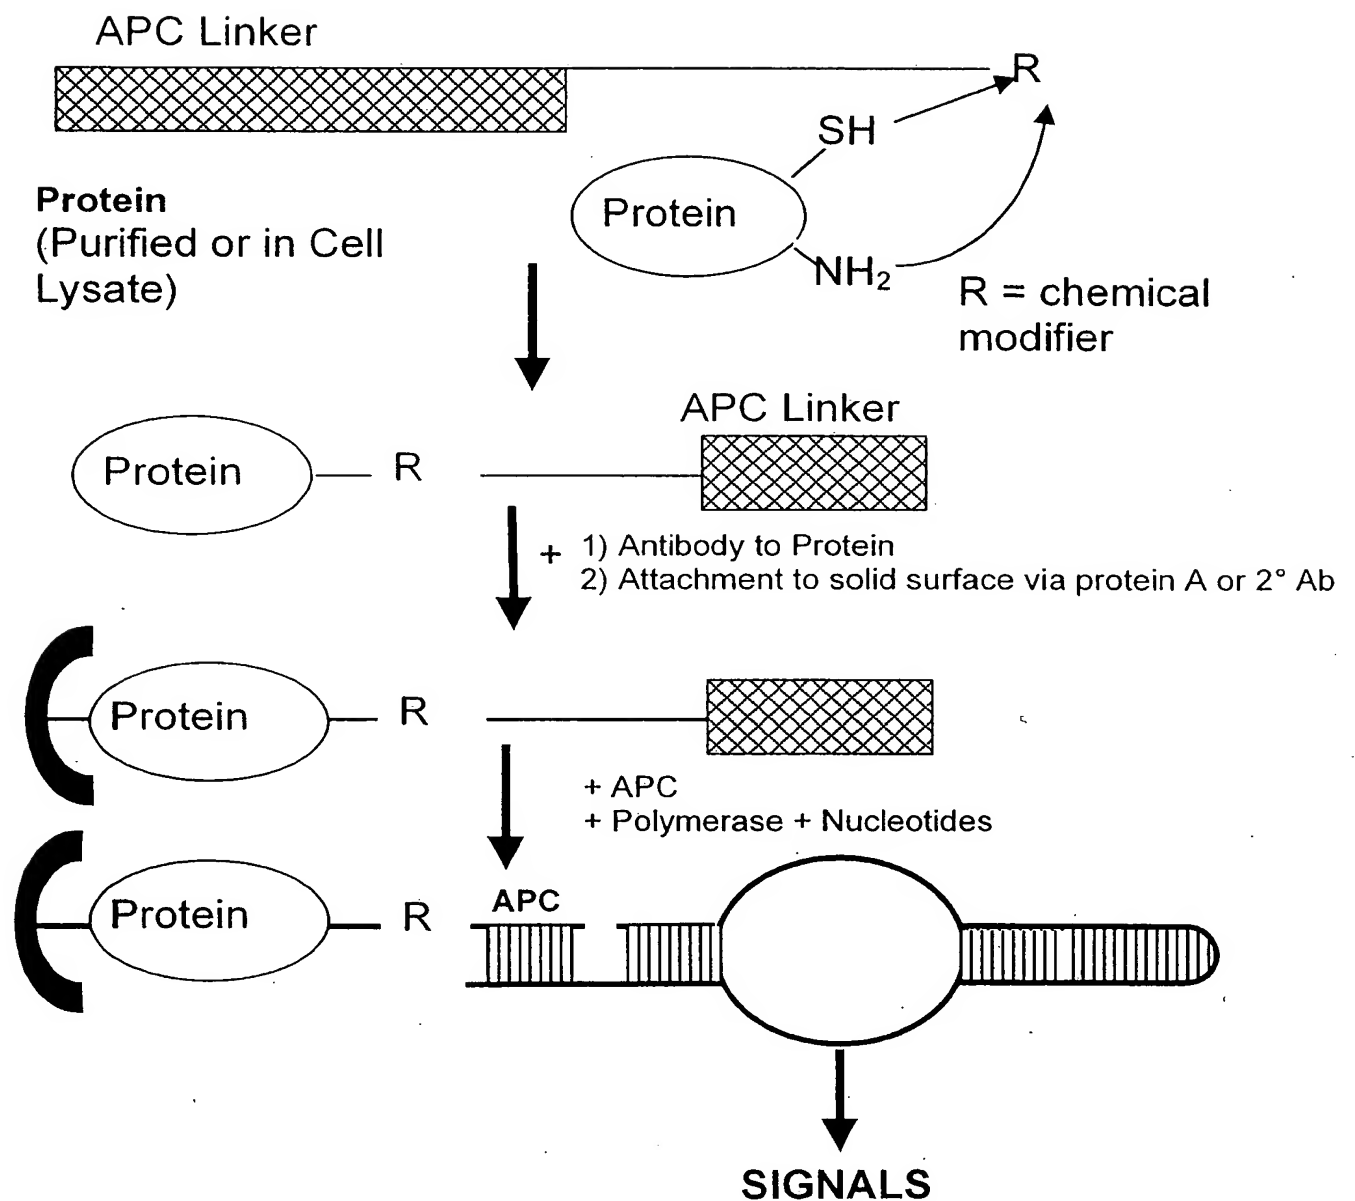 APC Linker
R
SH
Protein
(Purified or in Cell
Lysate)
Protein
NH₂
R = chemical
modifier
APC Linker
Protein
R
+ 1) Antibody to Protein
2) Attachment to solid surface via protein A or 2° Ab
Protein
R
+ APC
+ Polymerase + Nucleotides
APC
Protein
R
SIGNALS